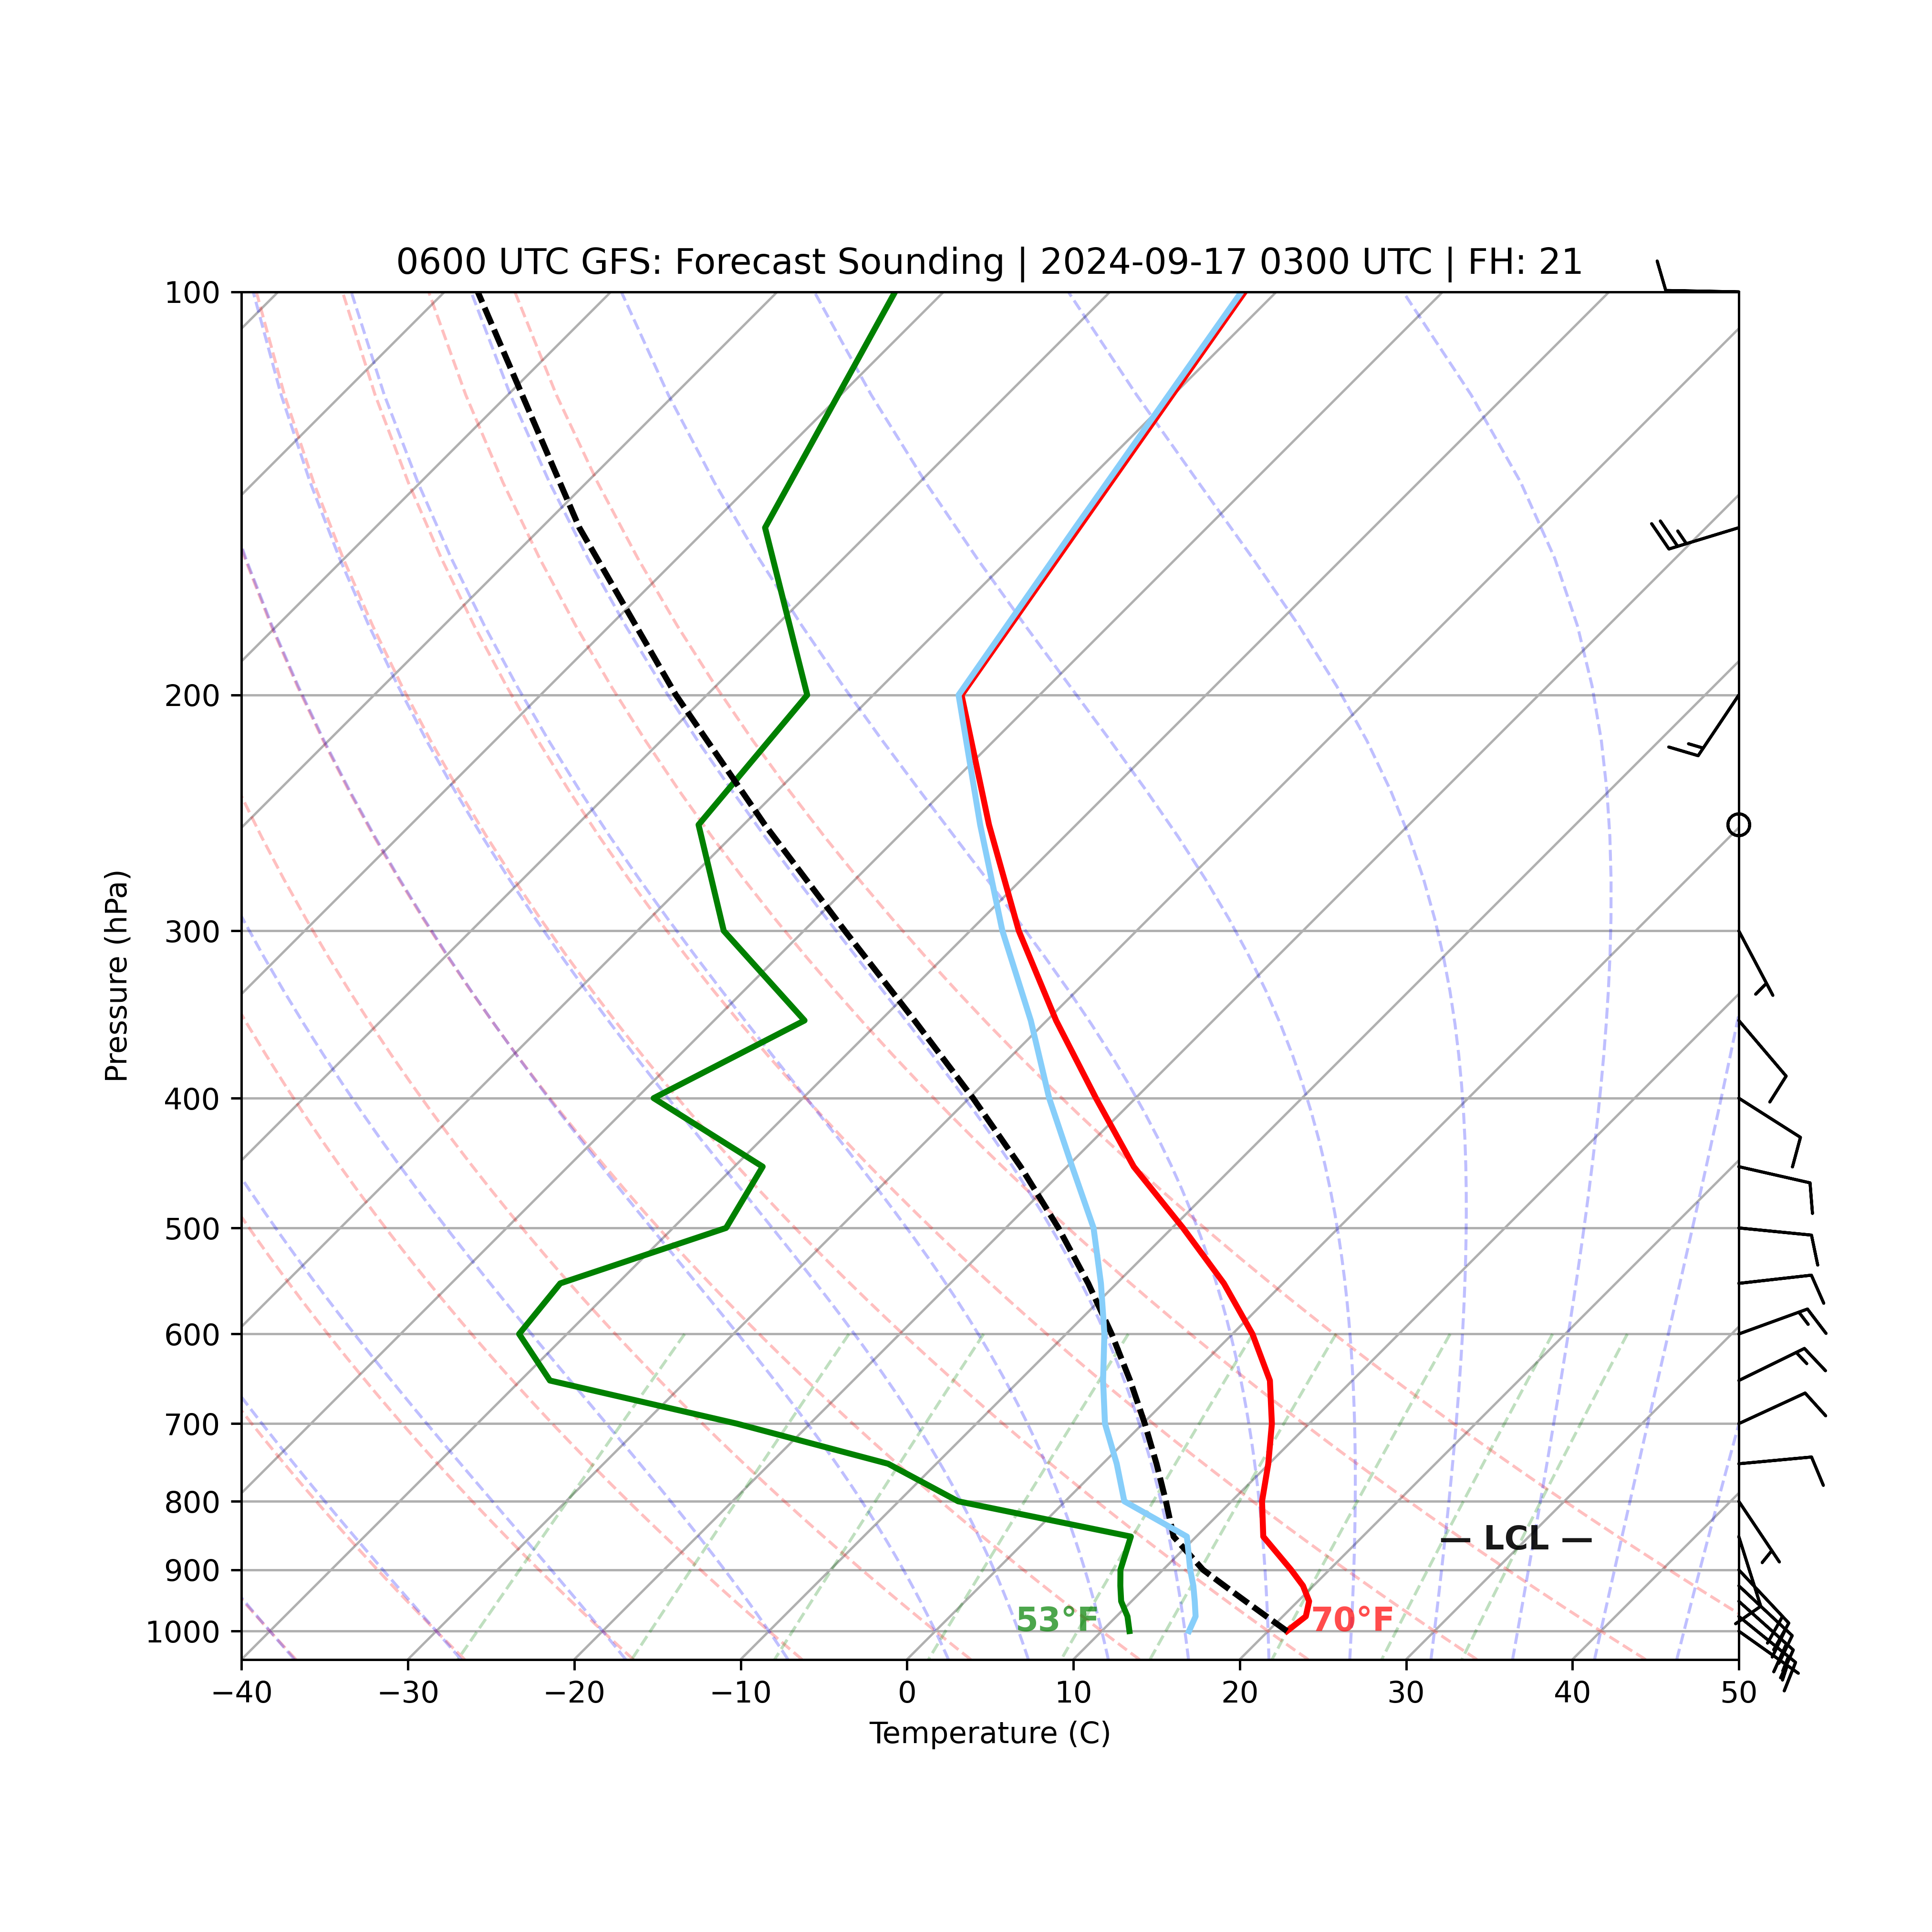 0600 UTC GFS: Forecast Sounding | 2024-09-17 0300 UTC | FH: 21
100
200
300
400
500
600
700
800
900
1000
Pressure (hPa)
— LCL —
53°F
70°F
−40 −30 −20 −10 0 10 20 30 40 50
Temperature (C)